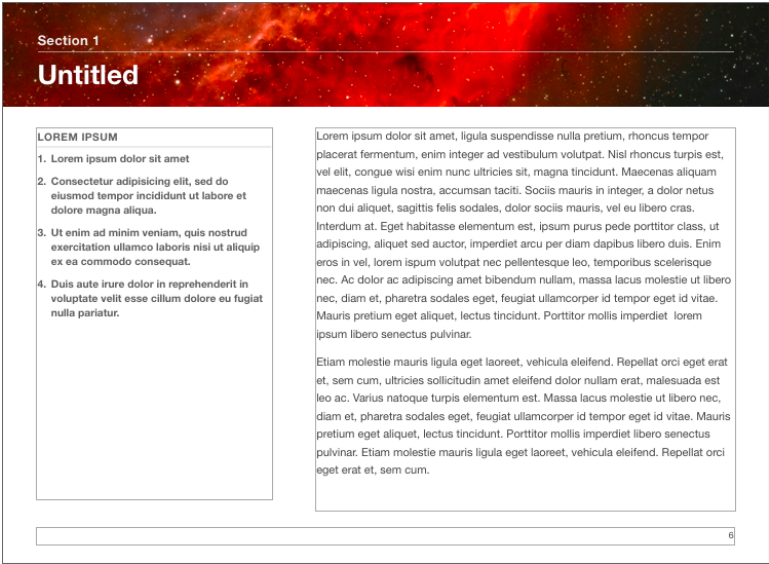 Section 1
Untitled
LOREM IPSUM
1. Lorem ipsum dolor sit amet
2. Consectetur adipisicing elit, sed do
eiusmod tempor incididunt ut labore et
dolore magna aliqua.
3. Ut enim ad minim veniam, quis nostrud
exercitation ullamco laboris nisi ut aliquip
ex ea commodo consequat.
4. Duis aute irure dolor in reprehenderit in
voluptate velit esse cillum dolore eu fugiat
nulla pariatur.
Lorem ipsum dolor sit amet, ligula suspendisse nulla pretium, rhoncus tempor
placerat fermentum, enim integer ad vestibulum volutpat. Nisl rhoncus turpis est,
vel elit, congue wisi enim nunc ultricies sit, magna tincidunt. Maecenas aliquam
maecenas ligula nostra, accumsan taciti. Sociis mauris in integer, a dolor netus
non dui aliquet, sagittis felis sodales, dolor sociis mauris, vel eu libero cras.
Interdum at. Eget habitasse elementum est, ipsum purus pede porttitor class, ut
adipiscing, aliquet sed auctor, imperdiet arcu per diam dapibus libero duis. Enim
eros in vel, lorem ispum volutpat nec pellentesque leo, temporibus scelerisque
nec. Ac dolor ac adipiscing amet bibendum nullam, massa lacus molestie ut libero
nec, diam et, pharetra sodales eget, feugiat ullamcorper id tempor eget id vitae.
Mauris pretium eget aliquet, lectus tincidunt. Porttitor mollis imperdiet lorem
ipsum libero senectus pulvinar.
Etiam molestie mauris ligula eget laoreet, vehicula eleifend. Repellat orci eget erat
et, sem cum, ultricies sollicitudin amet eleifend dolor nullam erat, malesuada est
leo ac. Varius natoque turpis elementum est. Massa lacus molestie ut libero nec,
diam et, pharetra sodales eget, feugiat ullamcorper id tempor eget id vitae. Mauris
pretium eget aliquet, lectus tincidunt. Porttitor mollis imperdiet libero senectus
pulvinar. Etiam molestie mauris ligula eget laoreet, vehicula eleifend. Repellat orci
eget erat et, sem cum.
6